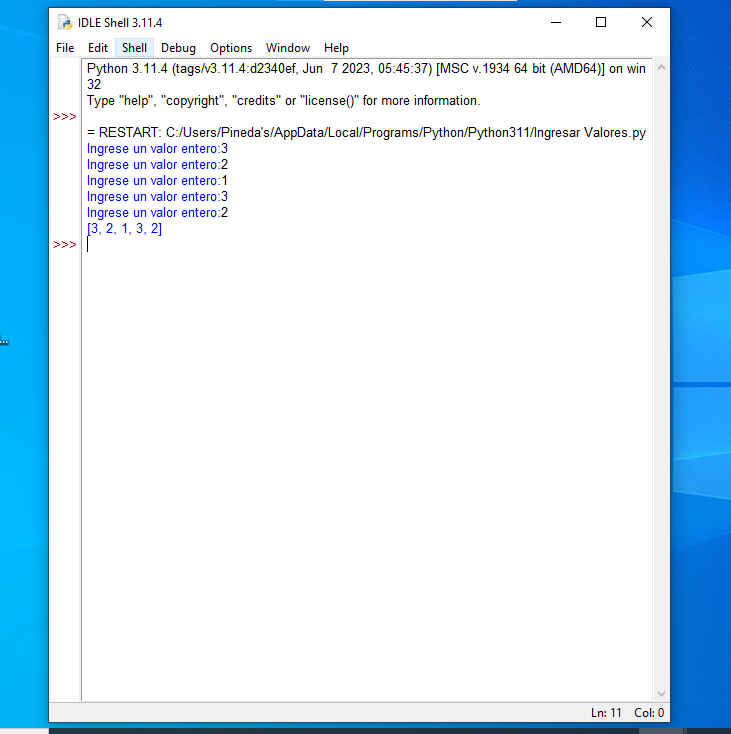 IDLE Shell 3.11.4
File Edit Shell Debug Options Window Help
Python 3.11.4 (tags/v3.11.4:d2340ef, Jun  7 2023, 05:45:37) [MSC v.1934 64 bit (AMD64)] on win
32
Type "help", "copyright", "credits" or "license()" for more information.
>>>
= RESTART: C:/Users/Pineda's/AppData/Local/Programs/Python/Python311/Ingresar Valores.py
Ingrese un valor entero:3
Ingrese un valor entero:2
Ingrese un valor entero:1
Ingrese un valor entero:3
Ingrese un valor entero:2
[3, 2, 1, 3, 2]
>>>
Ln: 11 Col: 0